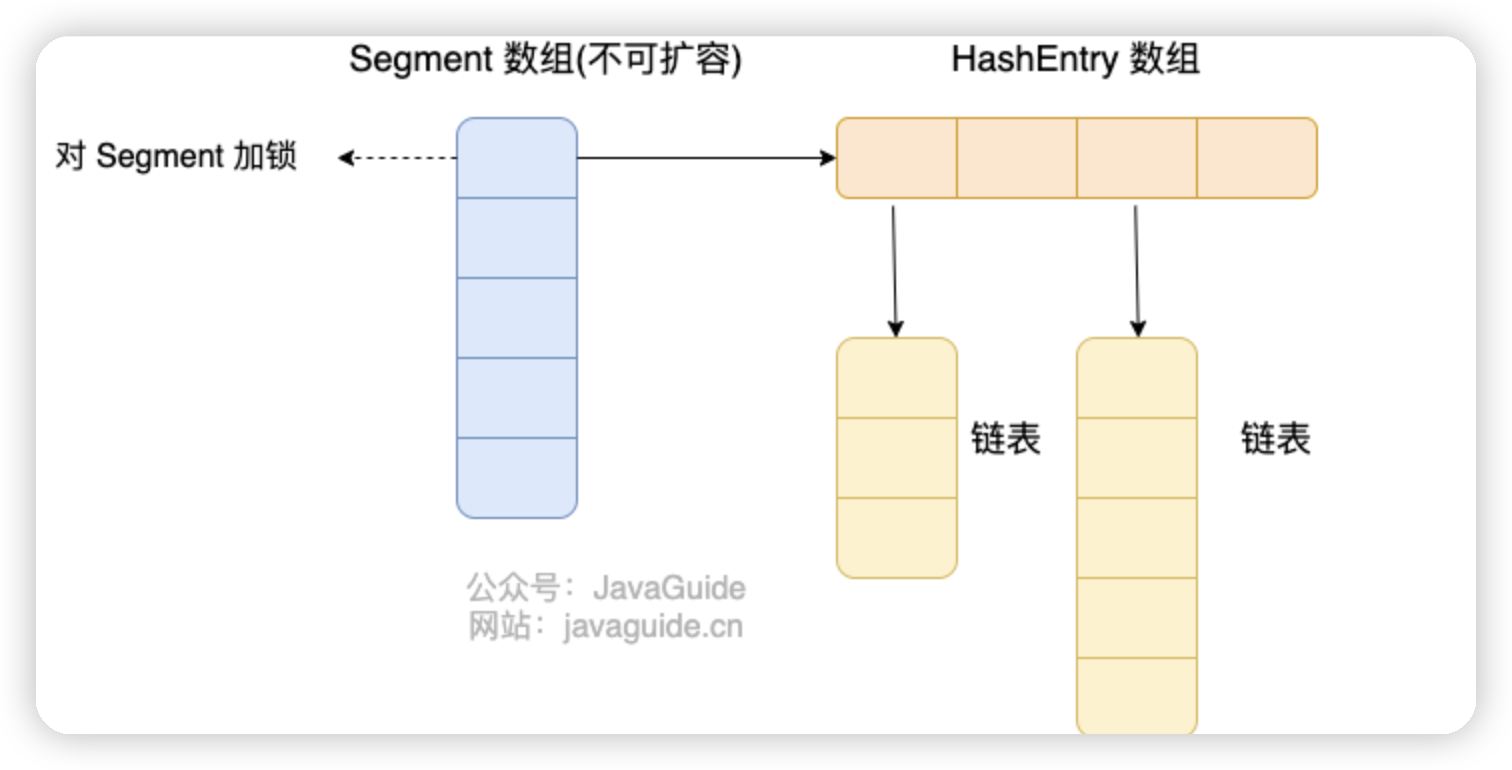 Segment 数组(不可扩容)
HashEntry 数组
对 Segment 加锁
链表
链表
公众号：JavaGuide
网站：javaguide.cn